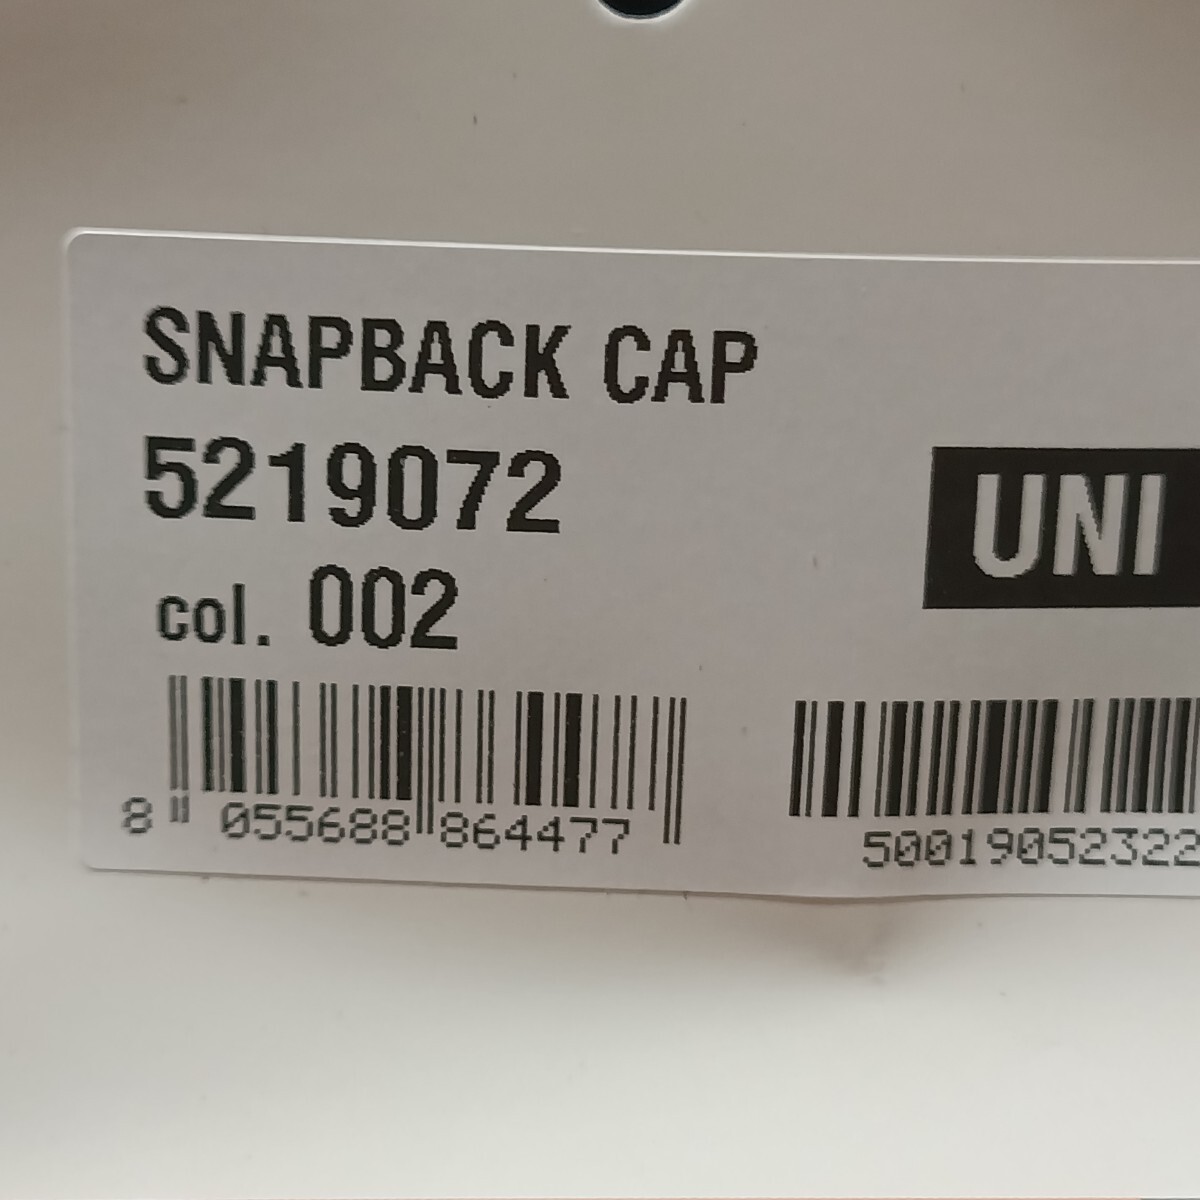 SNAPBACK CAP
5219072
UNI
col. 002
8 055688 864477
50019052322